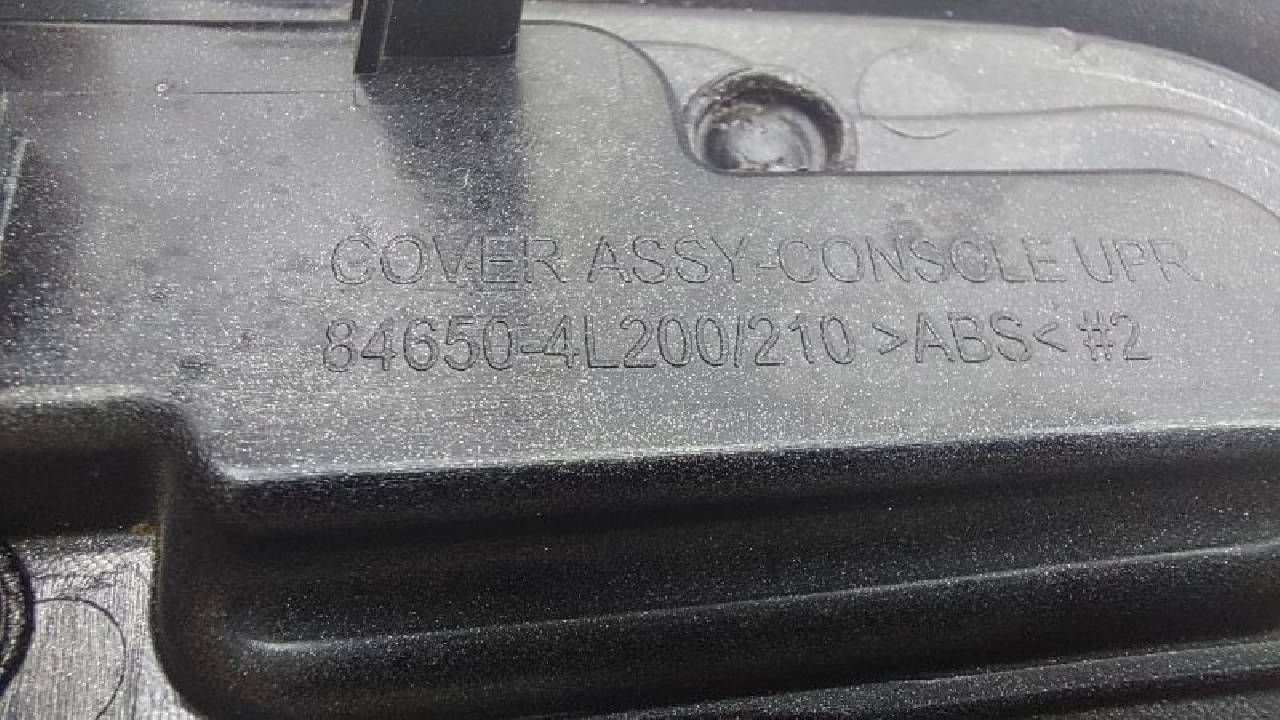 COVER ASSY-CONSOLE UPR
84650-4L200/210 >ABS< #2